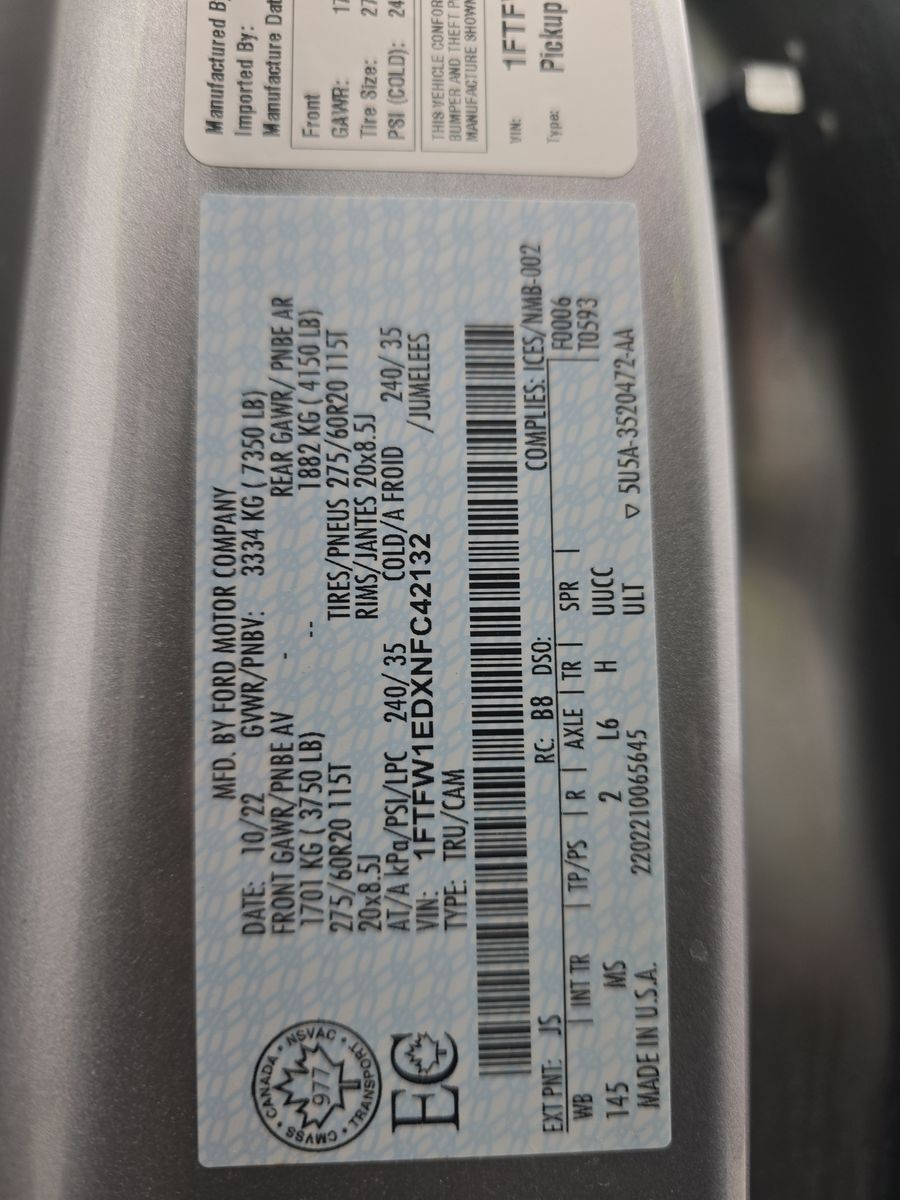 MFD. BY FORD MOTOR COMPANY
DATE: 10/22 GVWR/PNBV: 3334 KG ( 7350 LB)
FRONT GAWR/PNBE AV - REAR GAWR/ PNBE AR
1701 KG ( 3750 LB) -- 1882 KG ( 4150 LB)
275/60R20 115T TIRES/PNEUS 275/60R20 115T
20x8.5J RIMS/JANTES 20x8.5J
AT/A kPa/PSI/LPC 240/ 35 COLD/A FROID 240/ 35
VIN: 1FTFW1EDXNFC42132 /JUMELEES
TYPE: TRU/CAM
CANADA • NSVAC • TRANSPORT • CMVSS •
977
EC
COMPLIES: ICES/NMB-002
EXT PNT: JS RC: B8 DSO: F0006
WB | INT TR | TP/PS | R | AXLE | TR | SPR | T0593
145 MS 2 L6 H UUCC
ULT
MADE IN U.S.A. 2202210065645 ▽ 5U5A-3520472-AA
Manufactured B
Imported By:
Manufacture Dat
Front
GAWR: 17
Tire Size: 27
PSI (COLD): 24
THIS VEHICLE CONFOR
BUMPER AND THEFT P
MANUFACTURE SHOWN
VIN: 1FTF
Type: Pickup